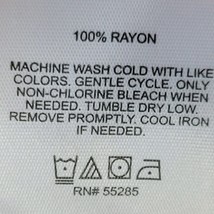 100% RAYON
MACHINE WASH COLD WITH LIKE
COLORS. GENTLE CYCLE. ONLY
NON-CHLORINE BLEACH WHEN
NEEDED. TUMBLE DRY LOW.
REMOVE PROMPTLY. COOL IRON
IF NEEDED.
RN# 55285